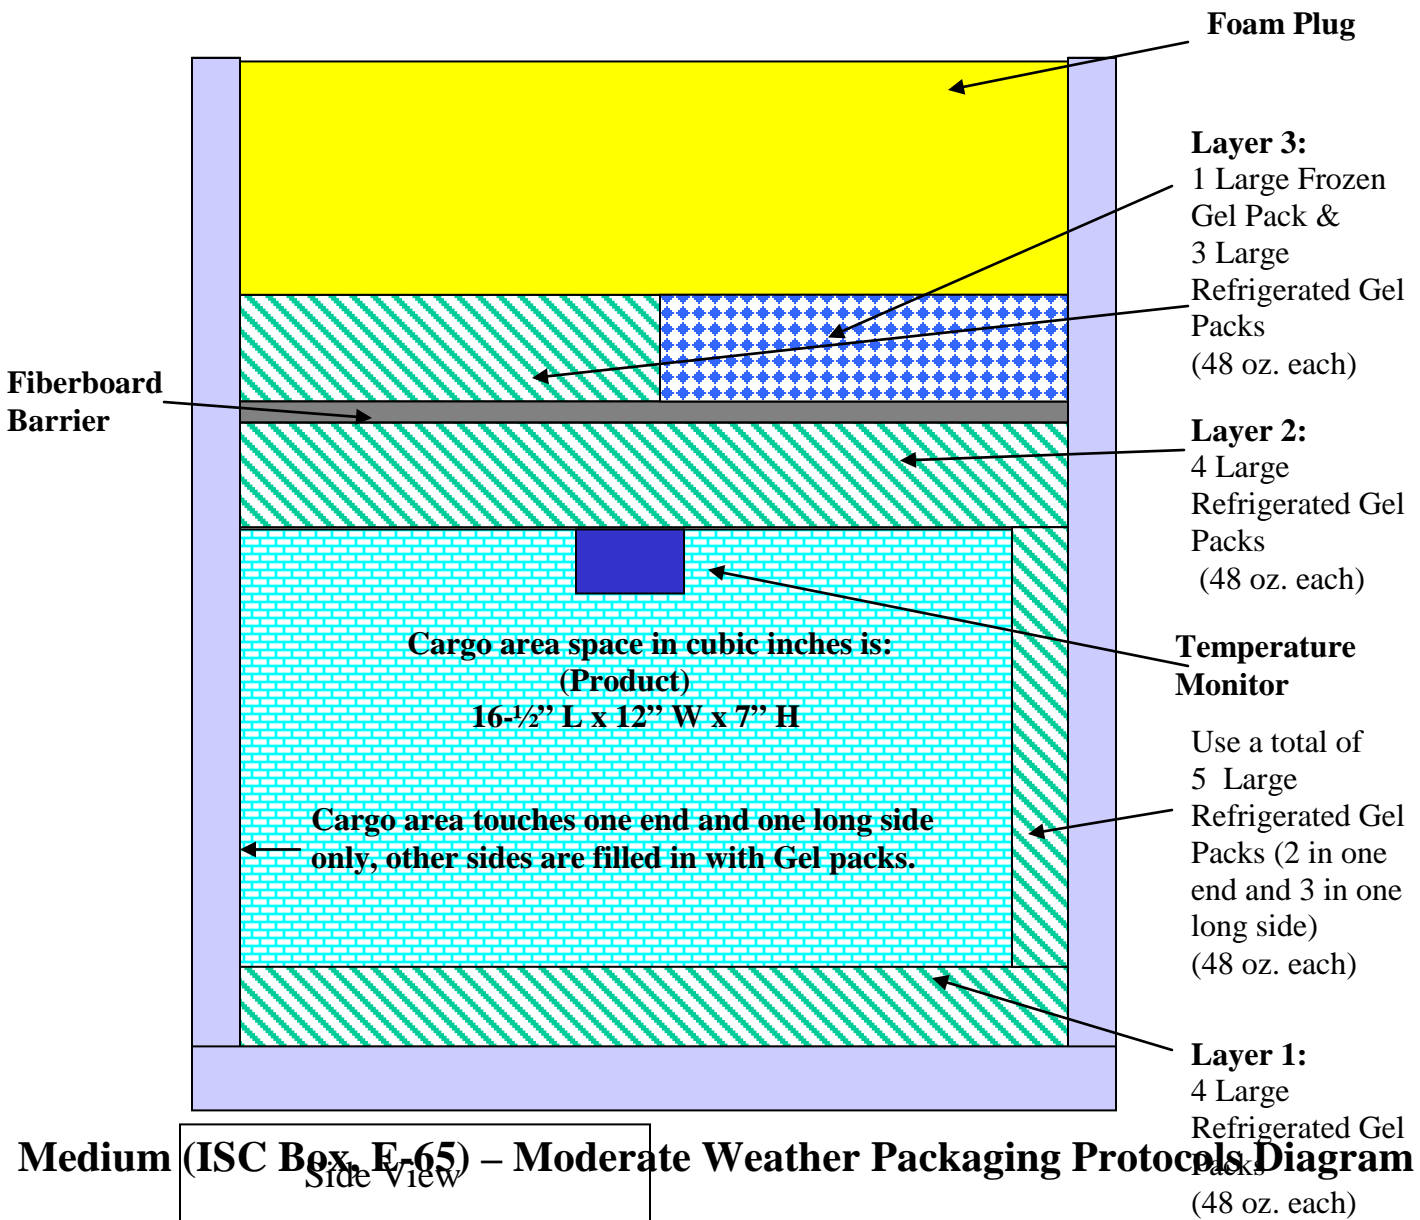 Foam Plug
Layer 3:
1 Large Frozen
Gel Pack &
3 Large
Refrigerated Gel
Packs
(48 oz. each)
Fiberboard
Barrier
Layer 2:
4 Large
Refrigerated Gel
Packs
(48 oz. each)
Cargo area space in cubic inches is:
(Product)
16-½” L x 12” W x 7” H
Temperature
Monitor
Use a total of
5 Large
Refrigerated Gel
Packs (2 in one
end and 3 in one
long side)
(48 oz. each)
Cargo area touches one end and one long side
only, other sides are filled in with Gel packs.
Layer 1:
4 Large
Refrigerated Gel
Packs
(48 oz. each)
Medium (ISC Box, E-65) – Moderate Weather Packaging Protocols Diagram
Side View